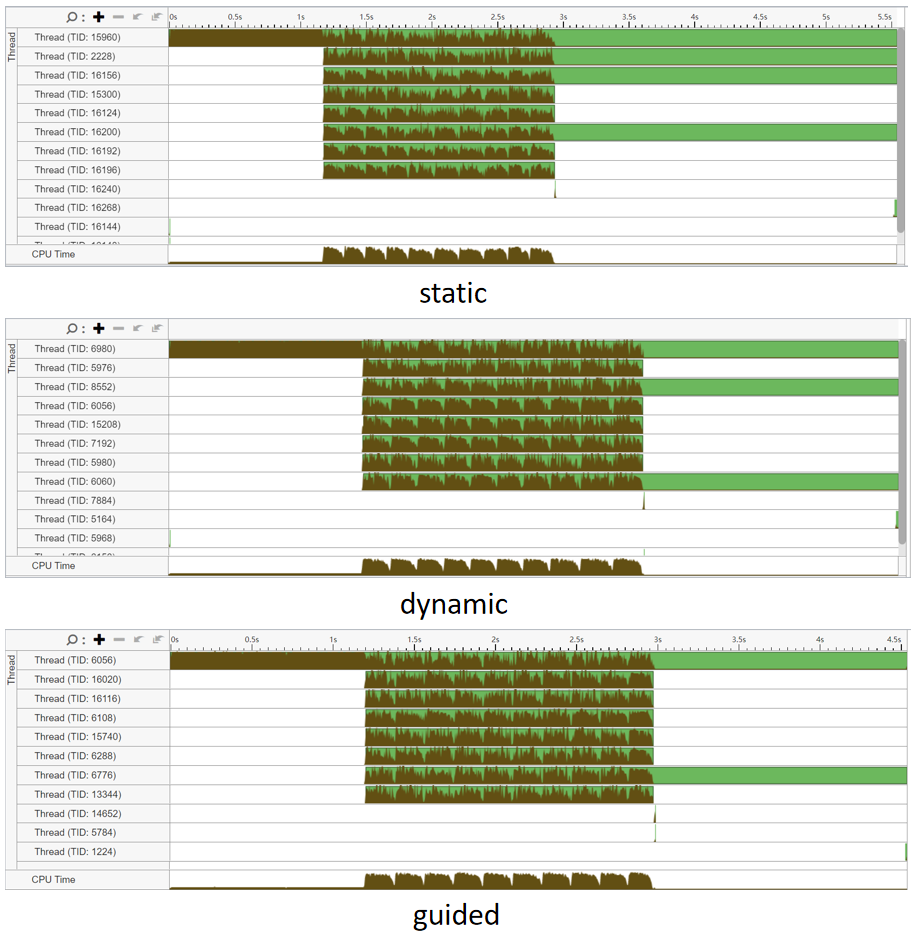 0s 0.5s 1s 1.5s 2s 2.5s 3s 3.5s 4s 4.5s 5s 5.5s
Thread
Thread (TID: 15960)
Thread (TID: 2228)
Thread (TID: 16156)
Thread (TID: 15300)
Thread (TID: 16124)
Thread (TID: 16200)
Thread (TID: 16192)
Thread (TID: 16196)
Thread (TID: 16240)
Thread (TID: 16268)
Thread (TID: 16144)
CPU Time
static
Thread
Thread (TID: 6980)
Thread (TID: 5976)
Thread (TID: 8552)
Thread (TID: 6056)
Thread (TID: 15208)
Thread (TID: 7192)
Thread (TID: 5980)
Thread (TID: 6060)
Thread (TID: 7884)
Thread (TID: 5164)
Thread (TID: 5968)
CPU Time
dynamic
0s 0.5s 1s 1.5s 2s 2.5s 3s 3.5s 4s 4.5s
Thread
Thread (TID: 6056)
Thread (TID: 16020)
Thread (TID: 16116)
Thread (TID: 6108)
Thread (TID: 15740)
Thread (TID: 6288)
Thread (TID: 6776)
Thread (TID: 13344)
Thread (TID: 14652)
Thread (TID: 5784)
Thread (TID: 1224)
CPU Time
guided